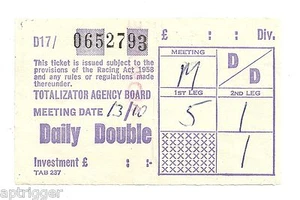 D17/ 0652793 £ : : Div.
This ticket is issued subject to the
provisions of the Racing Act 1958
and any rules or regulations made
thereunder.
TOTALIZATOR AGENCY BOARD
MEETING DATE 13/10
Daily Double
Investment £ : :-
TAB 237
MEETING
M D/D
1ST LEG 2ND LEG
5 1
1